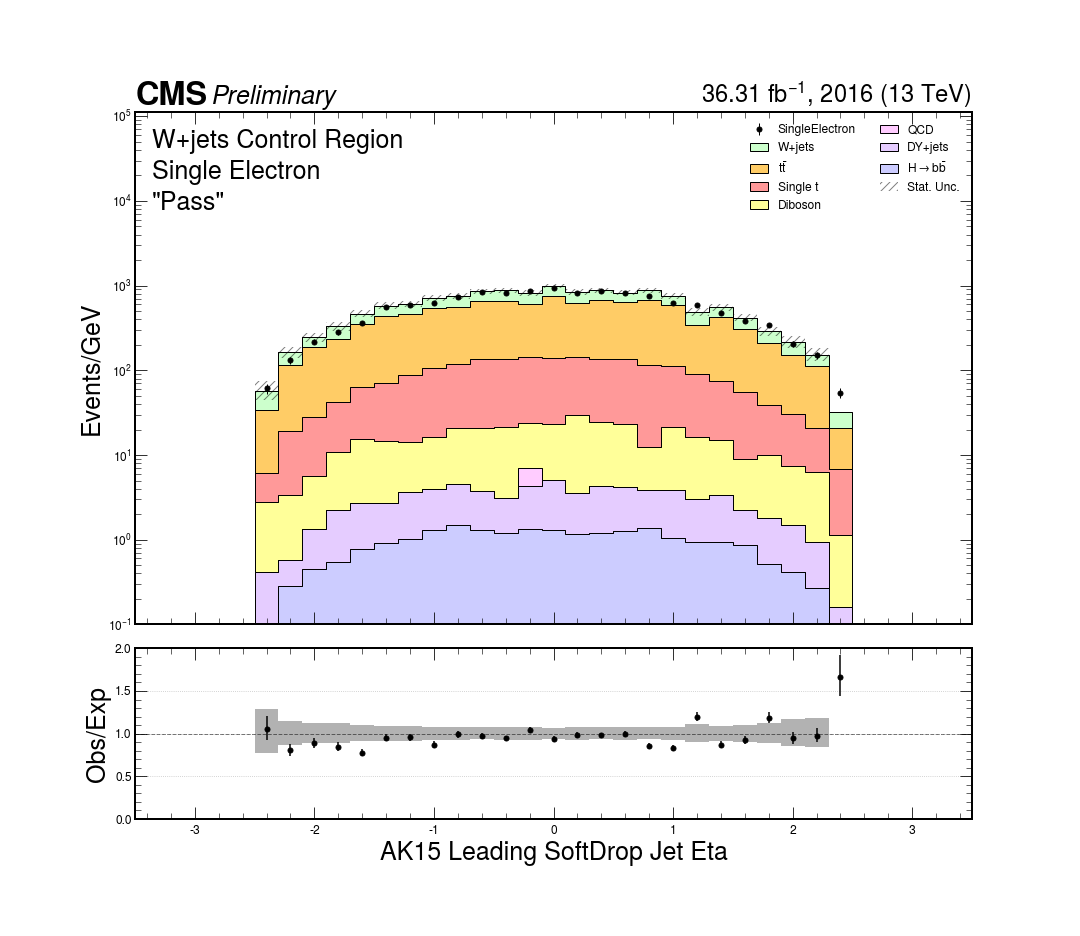 CMS Preliminary
36.31 fb⁻¹, 2016 (13 TeV)
W+jets Control Region
Single Electron
"Pass"
SingleElectron
W+jets
tt̄
Single t
Diboson
QCD
DY+jets
H→bb̄
Stat. Unc.
Events/GeV
10⁵
10⁴
10³
10²
10¹
10⁰
10⁻¹
Obs/Exp
2.0
1.5
1.0
0.5
0.0
-3 -2 -1 0 1 2 3
AK15 Leading SoftDrop Jet Eta